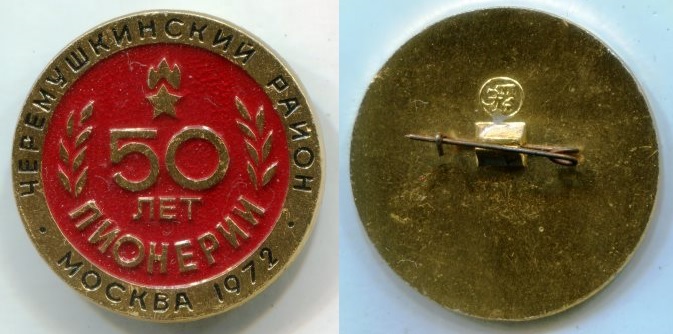 ЧЕРЕМУШКИНСКИЙ РАЙОН
50
ЛЕТ
ПИОНЕРИИ
· МОСКВА 1972 ·